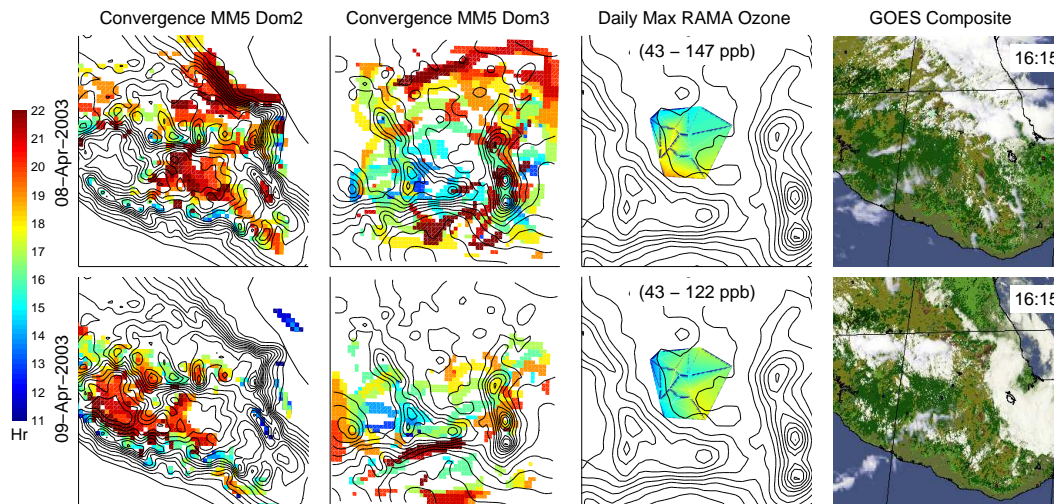 Convergence MM5 Dom2
Convergence MM5 Dom3
Daily Max RAMA Ozone
GOES Composite
08–Apr–2003
(43 – 147 ppb)
16:15
22
21
20
19
18
17
16
15
14
13
12
11
Hr
09–Apr–2003
(43 – 122 ppb)
16:15